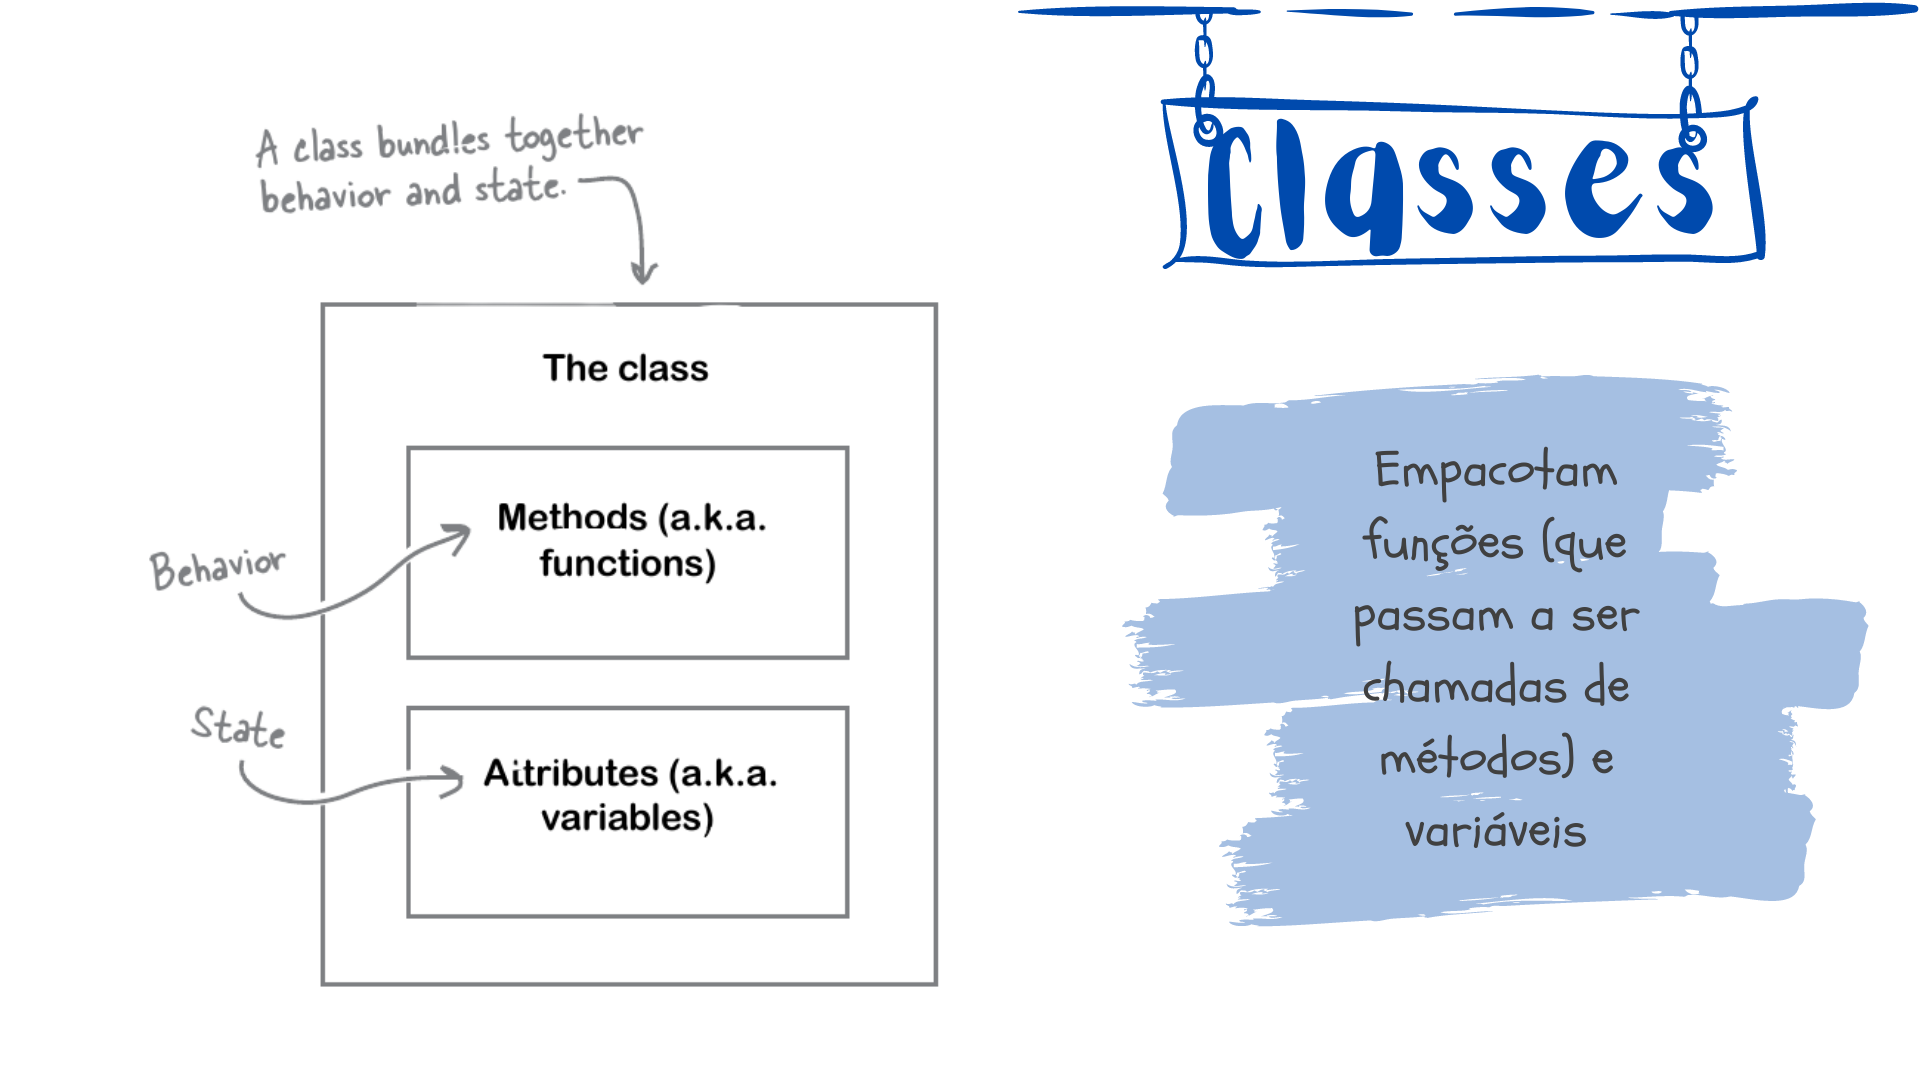 A class bundles together
behavior and state.
The class
Methods (a.k.a.
functions)
Behavior
State
Attributes (a.k.a.
variables)
Classes
Empacotam
funções (que
passam a ser
chamadas de
métodos) e
variáveis